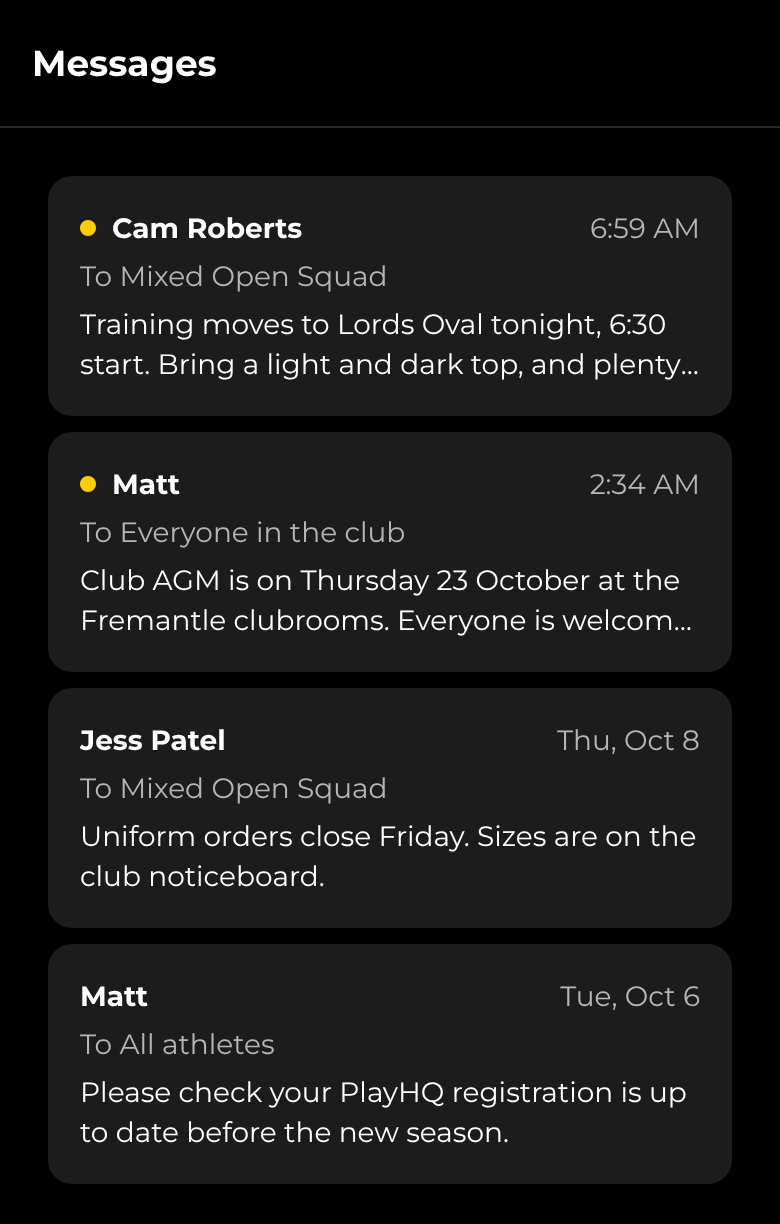 Messages
Cam Roberts 6:59 AM
To Mixed Open Squad
Training moves to Lords Oval tonight, 6:30
start. Bring a light and dark top, and plenty...
Matt 2:34 AM
To Everyone in the club
Club AGM is on Thursday 23 October at the
Fremantle clubrooms. Everyone is welcom...
Jess Patel Thu, Oct 8
To Mixed Open Squad
Uniform orders close Friday. Sizes are on the
club noticeboard.
Matt Tue, Oct 6
To All athletes
Please check your PlayHQ registration is up
to date before the new season.